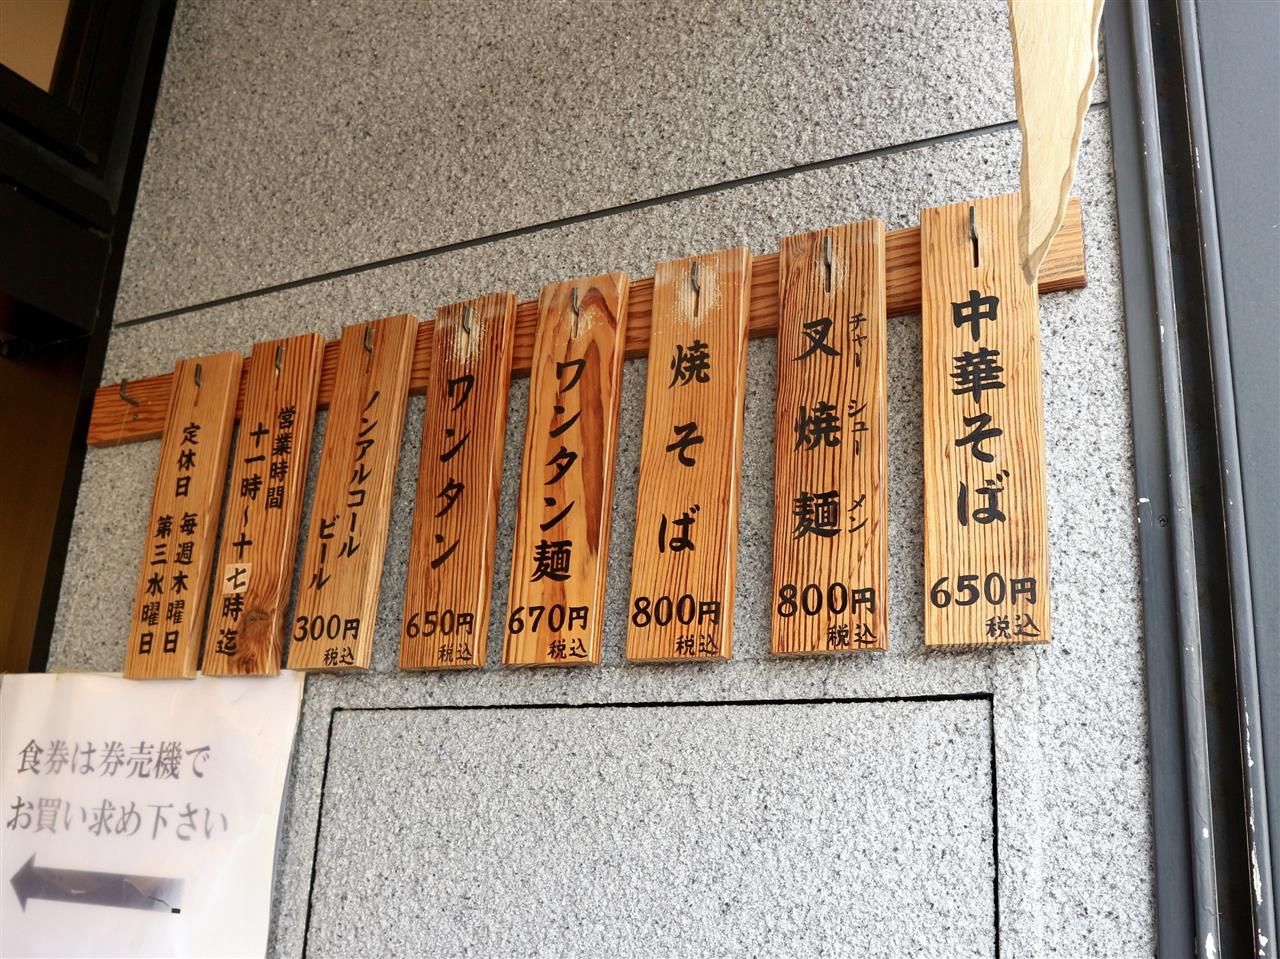 中華そば
650円
税込
叉焼麺
チャーシューメン
800円
税込
焼そば
800円
税込
ワンタン麺
670円
税込
ワンタン
650円
税込
ノンアルコール
ビール
300円
税込
営業時間
十一時~十七時迄
定休日 毎週木曜日
第三水曜日
食券は券売機で
お買い求め下さい